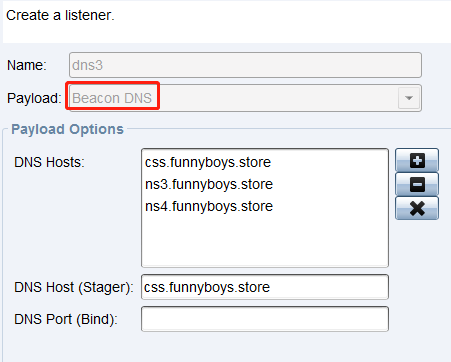 Create a listener.
Name: dns3
Payload: Beacon DNS
Payload Options
DNS Hosts: css.funnyboys.store
ns3.funnyboys.store
ns4.funnyboys.store
DNS Host (Stager): css.funnyboys.store
DNS Port (Bind):